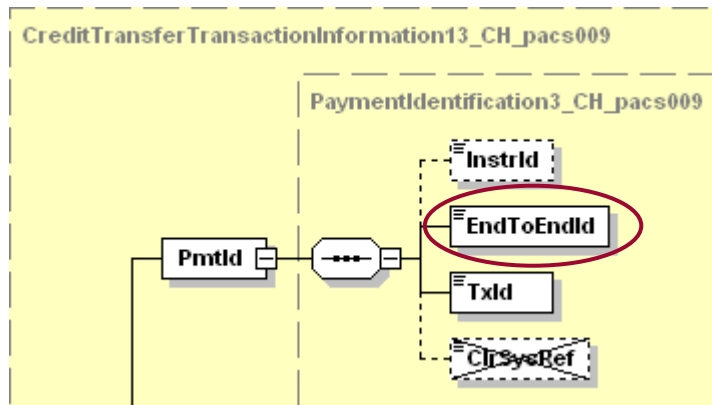 CreditTransferTransactionInformation13_CH_pacs009
PaymentIdentification3_CH_pacs009
InstrId
EndToEndId
PmtId
TxId
ClrSysRef